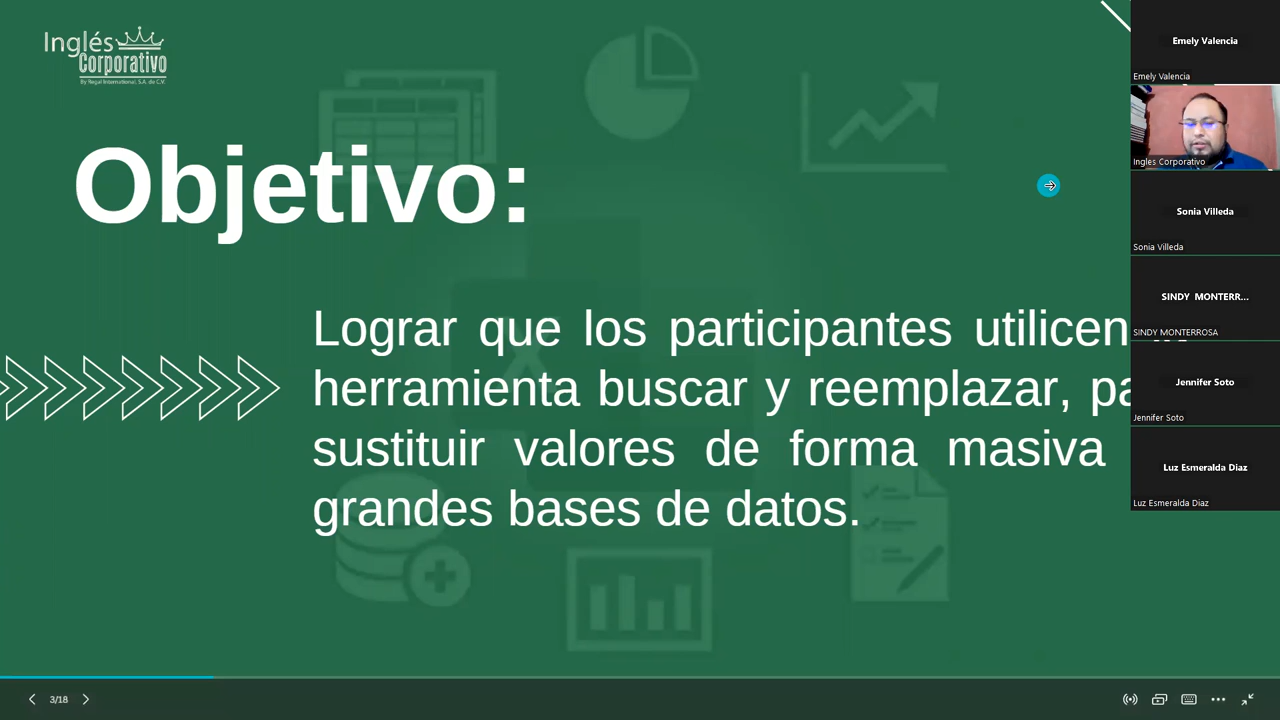 Inglés
Corporativo
By Regal International, S.A. de C.V.
Objetivo:
Lograr que los participantes utilicen
herramienta buscar y reemplazar, pa
sustituir valores de forma masiva
grandes bases de datos.
Emely Valencia
Emely Valencia
Ingles Corporativo
Sonia Villeda
Sonia Villeda
SINDY MONTERR...
SINDY MONTERROSA
Jennifer Soto
Jennifer Soto
Luz Esmeralda Diaz
Luz Esmeralda Diaz
3/18